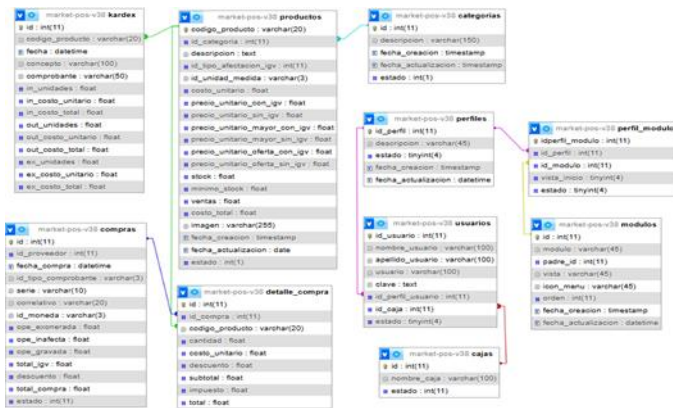 market-pos-v38 kardex
id : int(11)
codigo_producto : varchar(20)
fecha : datetime
concepto : varchar(100)
comprobante : varchar(50)
in_unidades : float
in_costo_unitario : float
in_costo_total : float
out_unidades : float
out_costo_unitario : float
out_costo_total : float
ex_unidades : float
ex_costo_unitario : float
ex_costo_total : float
market-pos-v38 productos
codigo_producto : varchar(20)
id_categoria : int(11)
descripcion : text
id_tipo_afectacion_igv : int(11)
id_unidad_medida : varchar(3)
costo_unitario : float
precio_unitario_con_igv : float
precio_unitario_sin_igv : float
precio_unitario_mayor_con_igv : float
precio_unitario_mayor_sin_igv : float
precio_unitario_oferta_con_igv : float
precio_unitario_oferta_sin_igv : float
stock : float
minimo_stock : float
ventas : float
costo_total : float
imagen : varchar(255)
fecha_creacion : timestamp
fecha_actualizacion : date
estado : int(1)
market-pos-v38 categorias
id : int(11)
descripcion : varchar(150)
fecha_creacion : timestamp
fecha_actualizacion : timestamp
estado : int(1)
market-pos-v38 perfiles
id_perfil : int(11)
descripcion : varchar(45)
estado : tinyint(4)
fecha_creacion : timestamp
fecha_actualizacion : datetime
market-pos-v38 perfil_modulo
idperfil_modulo : int(11)
id_perfil : int(11)
id_modulo : int(11)
vista_inicio : tinyint(4)
estado : tinyint(4)
market-pos-v38 compras
id : int(11)
id_proveedor : int(11)
fecha_compra : datetime
id_tipo_comprobante : varchar(3)
serie : varchar(10)
correlativo : varchar(20)
id_moneda : varchar(3)
ope_exonerada : float
ope_inafecta : float
ope_gravada : float
total_igv : float
descuento : float
total_compra : float
estado : int(11)
market-pos-v38 detalle_compra
id : int(11)
id_compra : int(11)
codigo_producto : varchar(20)
cantidad : float
costo_unitario : float
descuento : float
subtotal : float
impuesto : float
total : float
market-pos-v38 usuarios
id_usuario : int(11)
nombre_usuario : varchar(100)
apellido_usuario : varchar(100)
usuario : varchar(100)
clave : text
id_perfil_usuario : int(11)
id_caja : int(11)
estado : tinyint(4)
market-pos-v38 modulos
id : int(11)
modulo : varchar(45)
padre_id : int(11)
vista : varchar(45)
icon_menu : varchar(45)
orden : int(11)
fecha_creacion : timestamp
fecha_actualizacion : datetime
market-pos-v38 cajas
id : int(11)
nombre_caja : varchar(100)
estado : int(11)